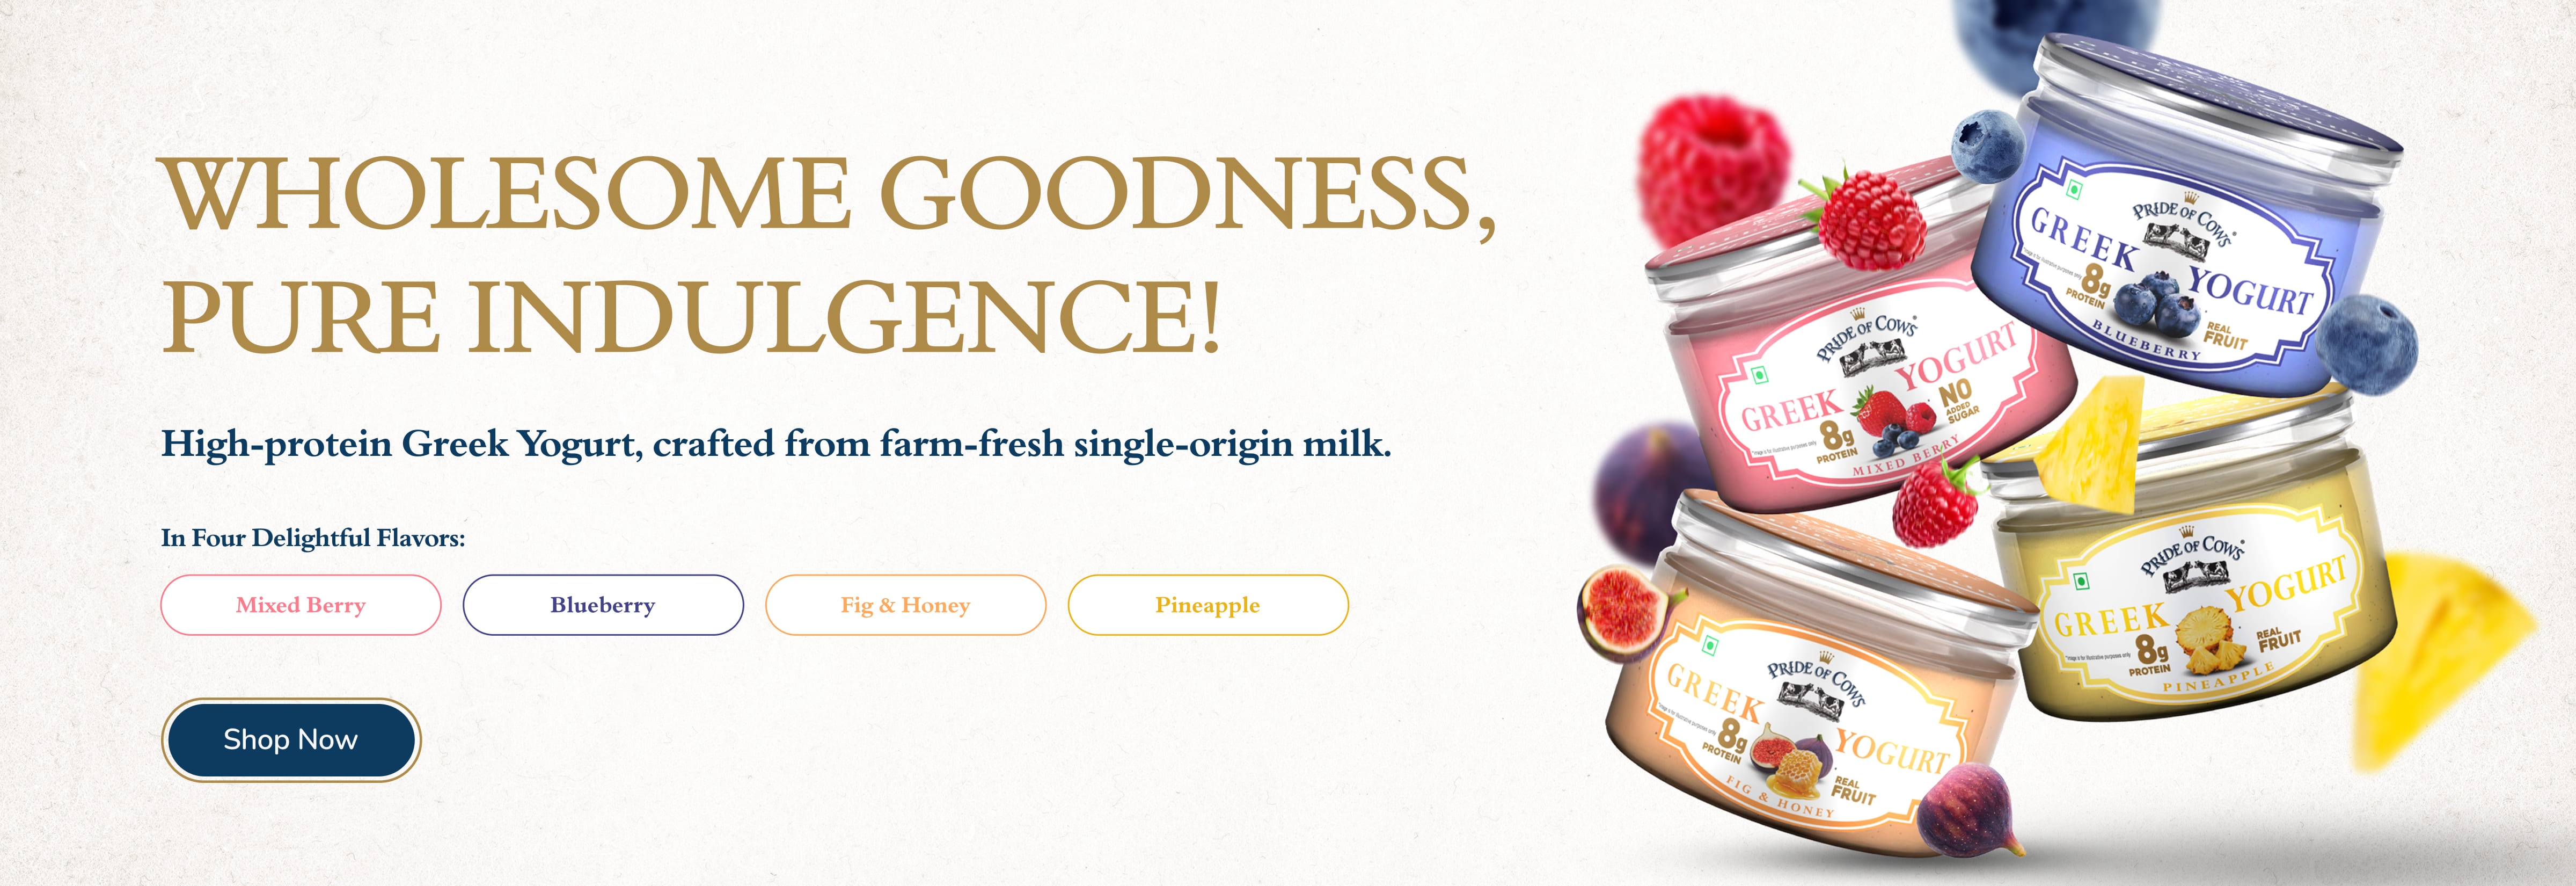 WHOLESOME GOODNESS,
PURE INDULGENCE!
High-protein Greek Yogurt, crafted from farm-fresh single-origin milk.
In Four Delightful Flavors:
Mixed Berry
Blueberry
Fig & Honey
Pineapple
Shop Now
PRIDE OF COWS
GREEK YOGURT
8g
PROTEIN
REAL
FRUIT
BLUEBERRY
PRIDE OF COWS
GREEK YOGURT
8g
PROTEIN
NO
ADDED
SUGAR
MIXED BERRY
PRIDE OF COWS
GREEK YOGURT
8g
PROTEIN
REAL
FRUIT
PINEAPPLE
PRIDE OF COWS
GREEK YOGURT
8g
PROTEIN
REAL
FRUIT
FIG & HONEY